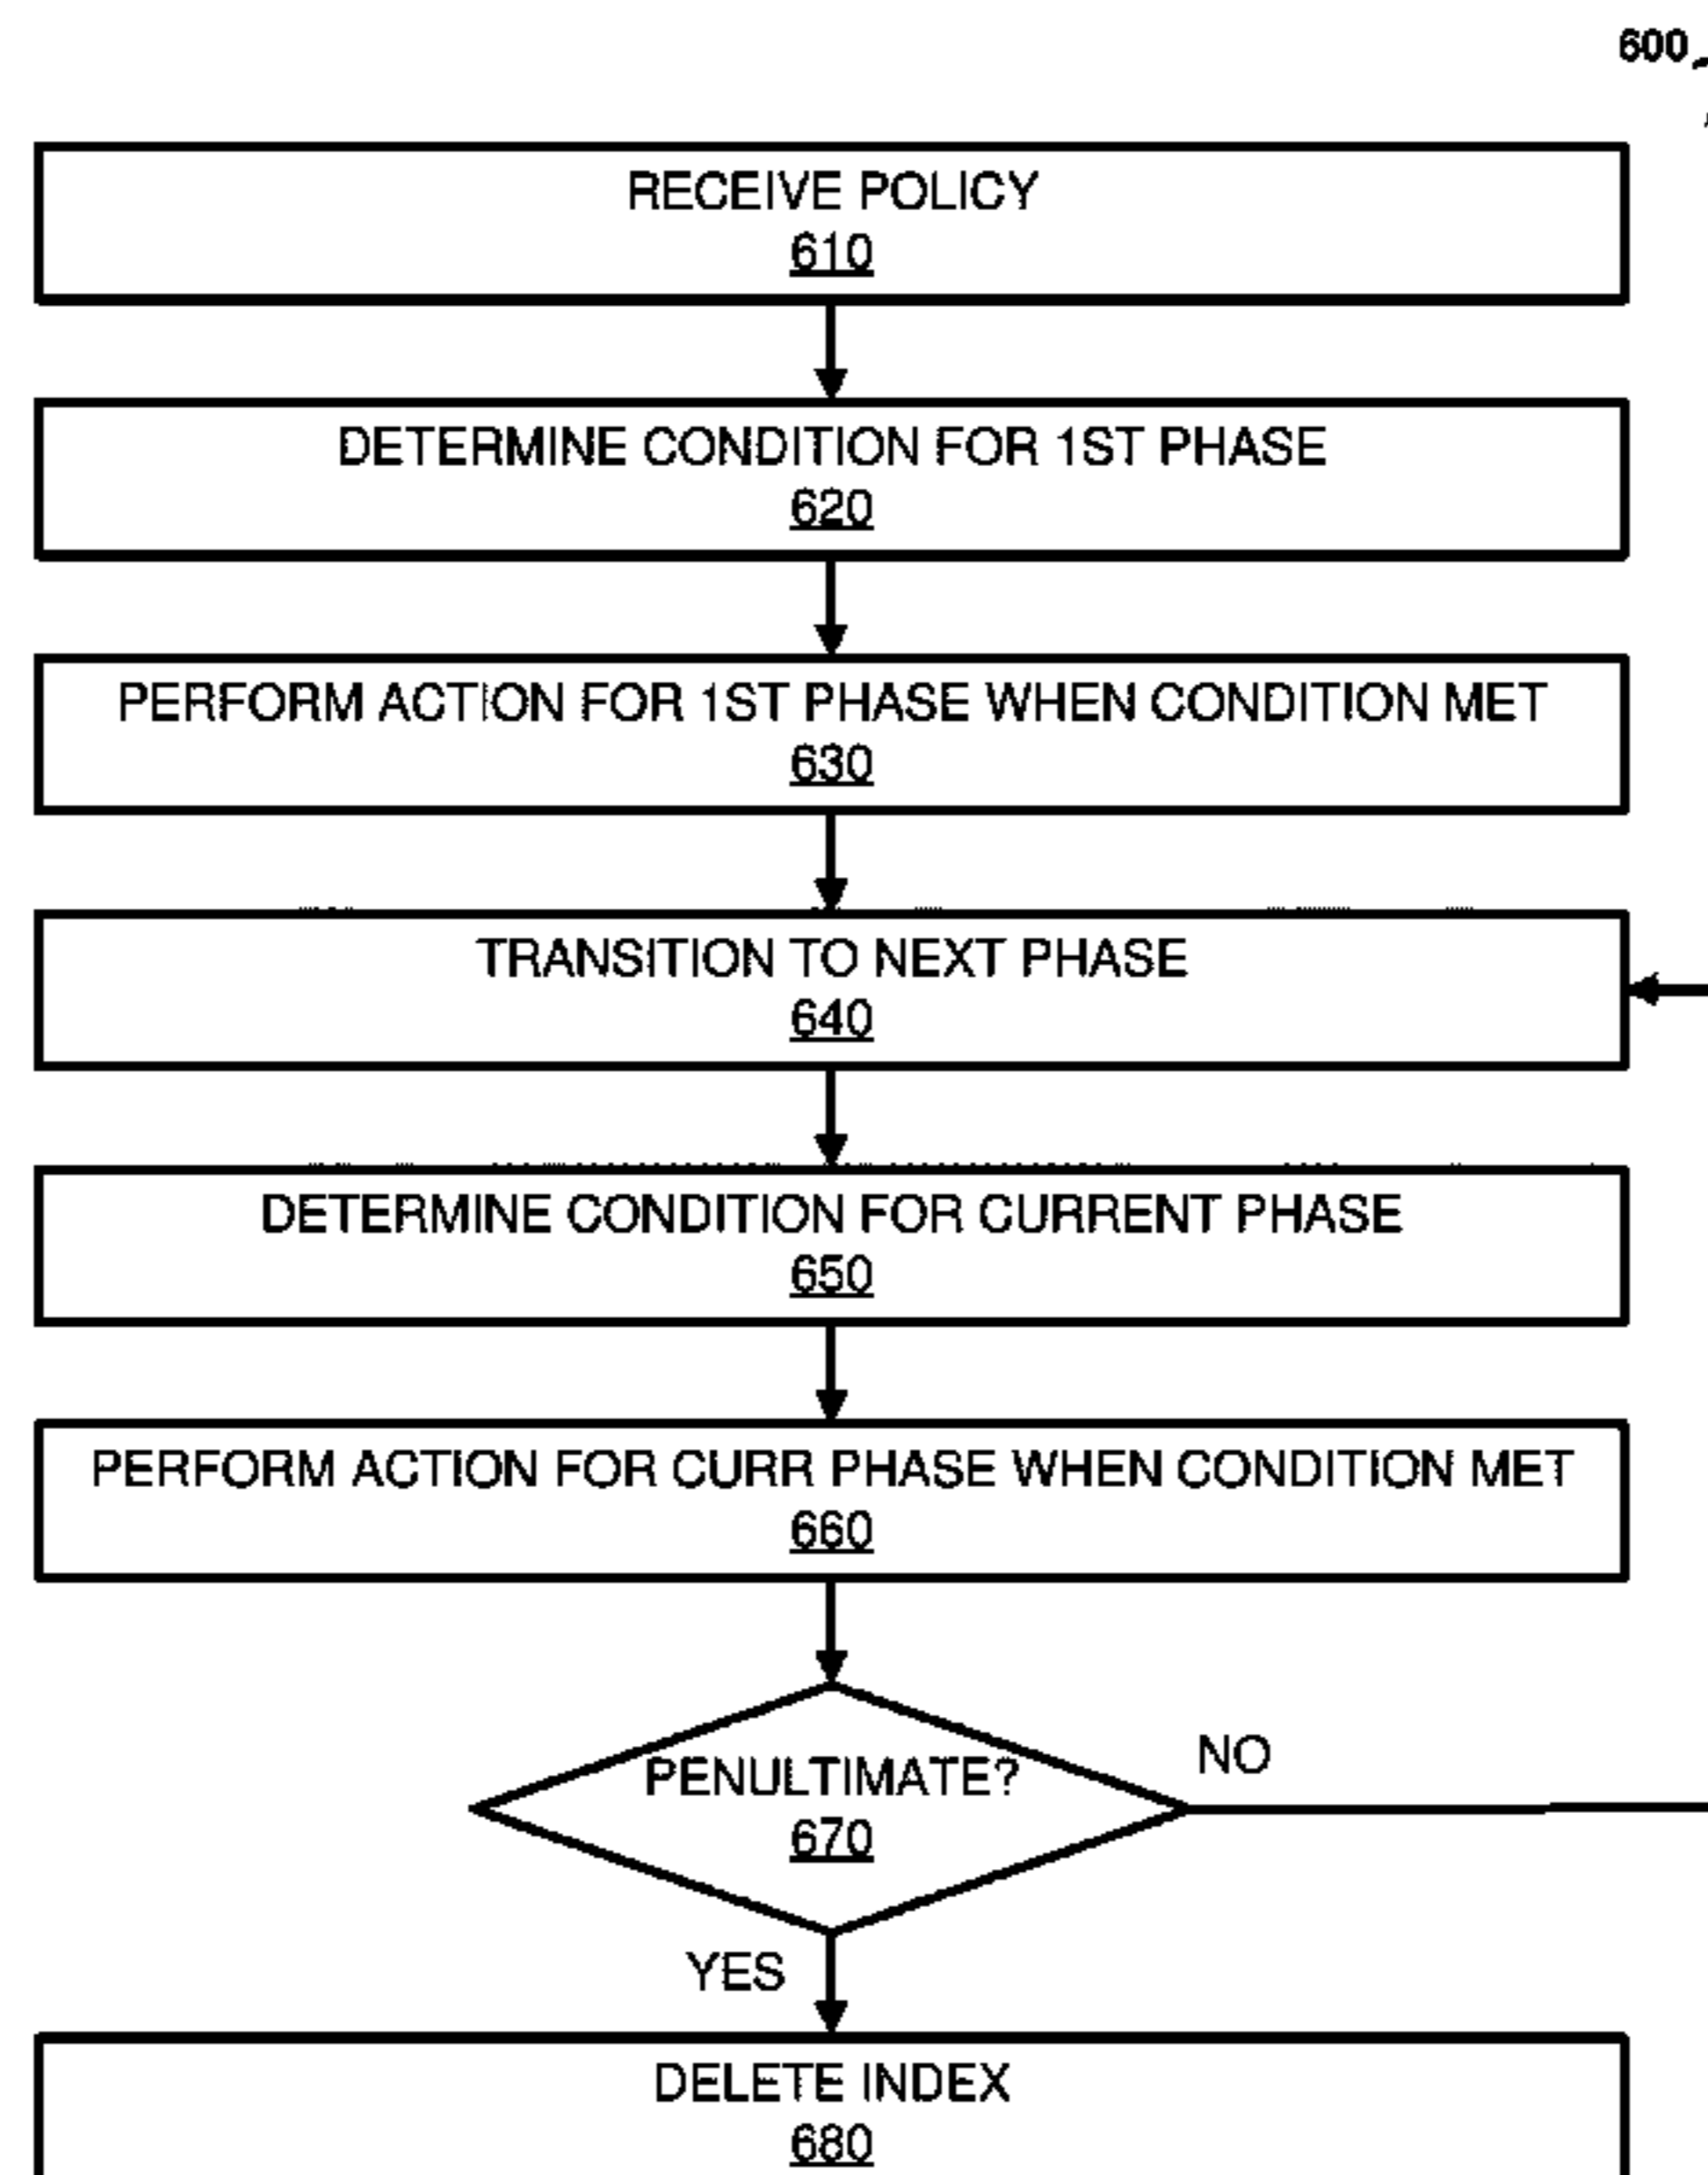 600
RECEIVE POLICY
610
DETERMINE CONDITION FOR 1ST PHASE
620
PERFORM ACTION FOR 1ST PHASE WHEN CONDITION MET
630
TRANSITION TO NEXT PHASE
640
DETERMINE CONDITION FOR CURRENT PHASE
650
PERFORM ACTION FOR CURR PHASE WHEN CONDITION MET
660
PENULTIMATE?
670
NO
YES
DELETE INDEX
680